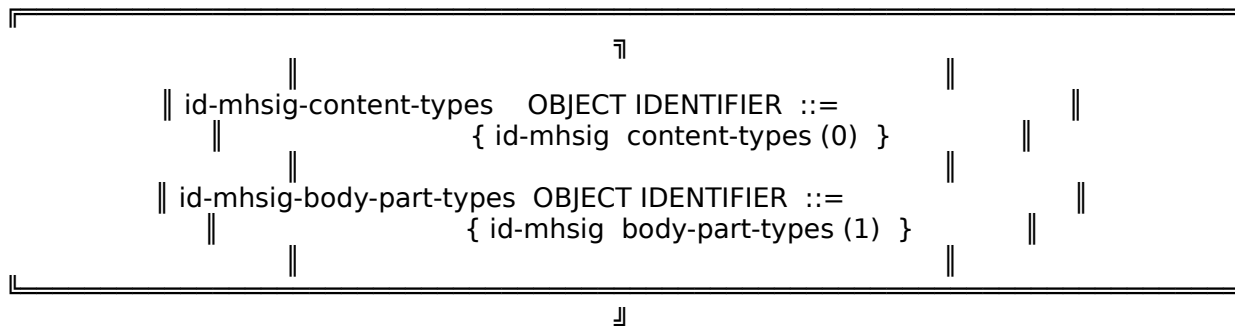 id-mhsig-content-types OBJECT IDENTIFIER ::=
{ id-mhsig content-types (0) }
id-mhsig-body-part-types OBJECT IDENTIFIER ::=
{ id-mhsig body-part-types (1) }